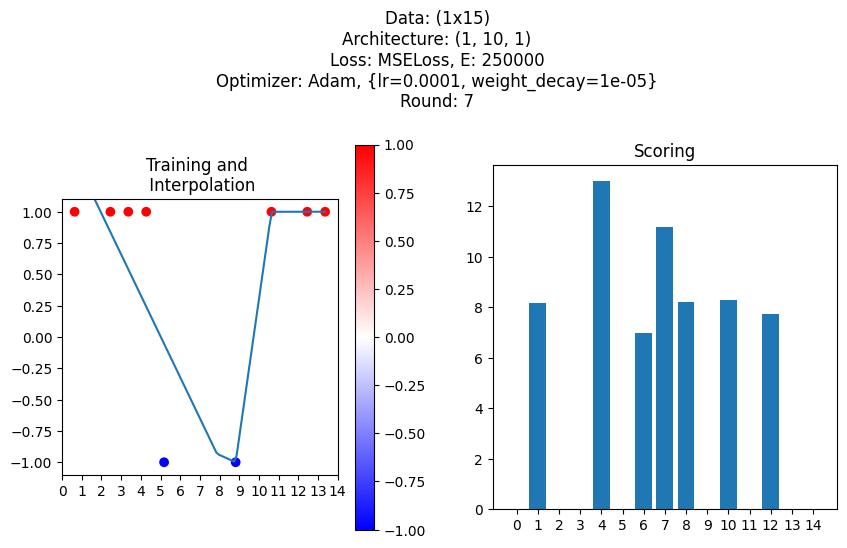 Data: (1x15)
Architecture: (1, 10, 1)
Loss: MSELoss, E: 250000
Optimizer: Adam, {lr=0.0001, weight_decay=1e-05}
Round: 7
Training and
Interpolation
1.00
0.75
0.50
0.25
0.00
−0.25
−0.50
−0.75
−1.00
0 1 2 3 4 5 6 7 8 9 10 11 12 13 14
1.00
0.75
0.50
0.25
0.00
−0.25
−0.50
−0.75
−1.00
Scoring
12
10
8
6
4
2
0
0 1 2 3 4 5 6 7 8 9 10 11 12 13 14